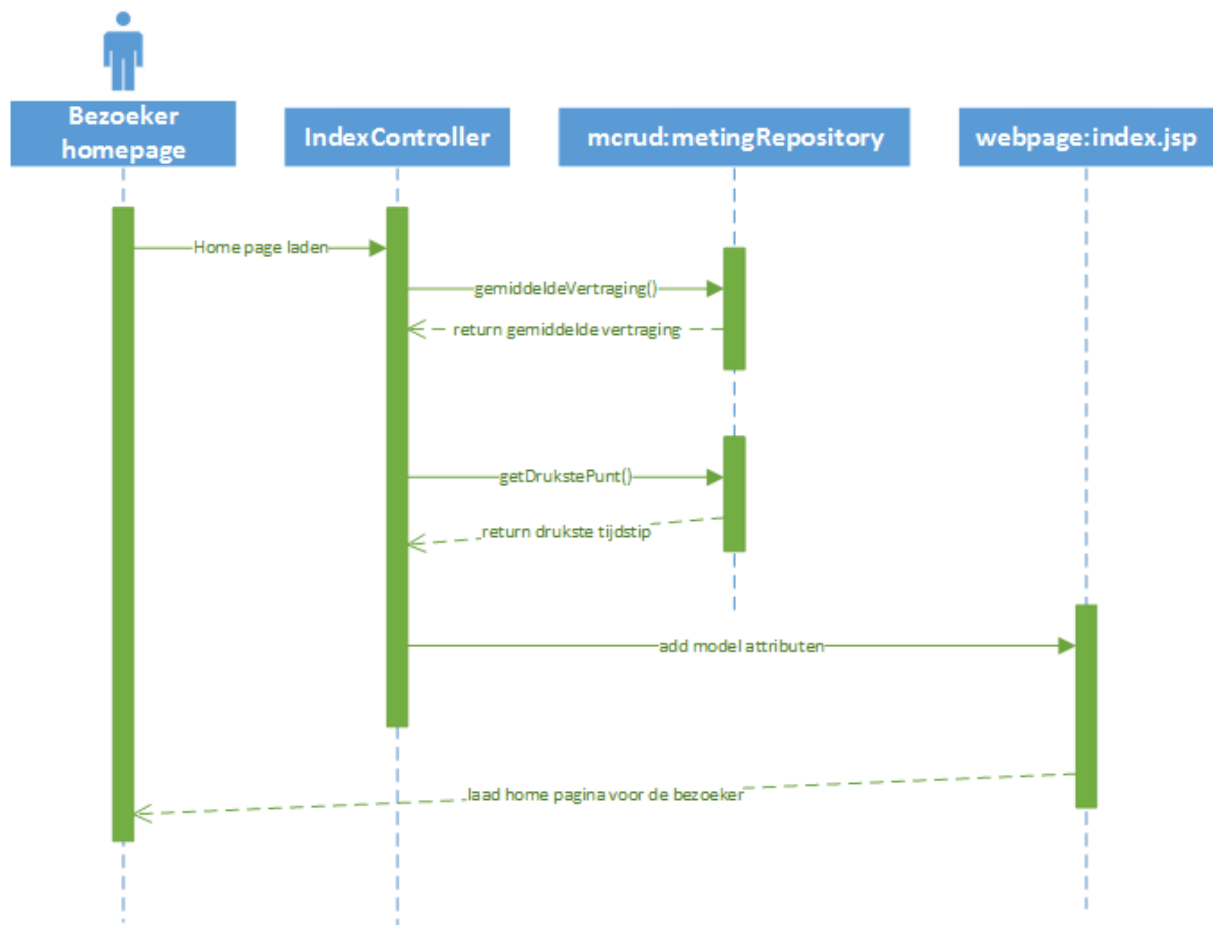 Bezoeker
homepage
IndexController
mcrud:metingRepository
webpage:index.jsp
Home page laden
gemiddeldeVertraging()
return gemiddelde vertraging
getDrukstePunt()
return drukste tijdstip
add model attributen
laad home pagina voor de bezoeker